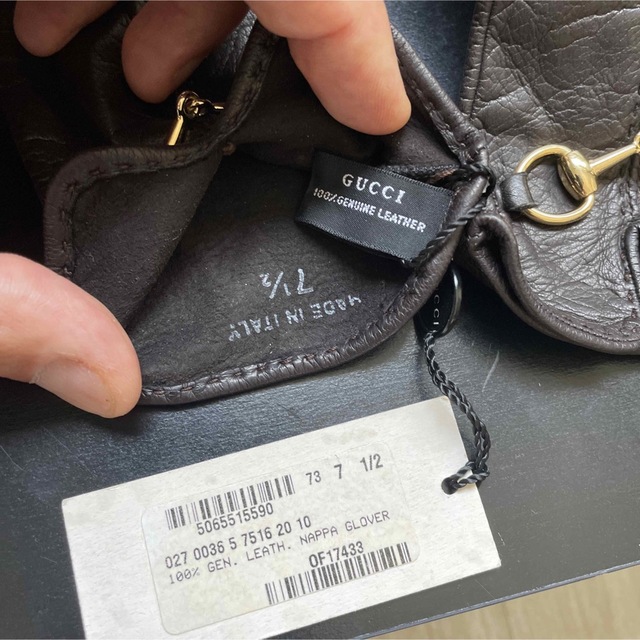 GUCCI
100% GENUINE LEATHER
7½
MADE IN ITALY
73 7 1/2
5065515590
027 0036 5 7516 20 10
100% GEN. LEATH. NAPPA GLOVER
OF17433